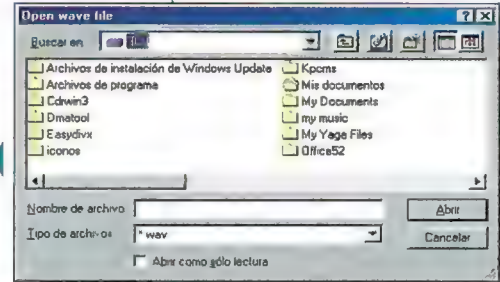 Open wave file
Buscar en
Archivos de instalación de Windows Update
Archivos de programa
Cdrwin3
Dmatool
Easydivx
iconos
Kpcms
Mis documentos
My Documents
my music
My Yage Files
Office52
Nombre de archivo
Abrir
Tipo de archivos
*.wav
Cancelar
Abrir como sólo lectura